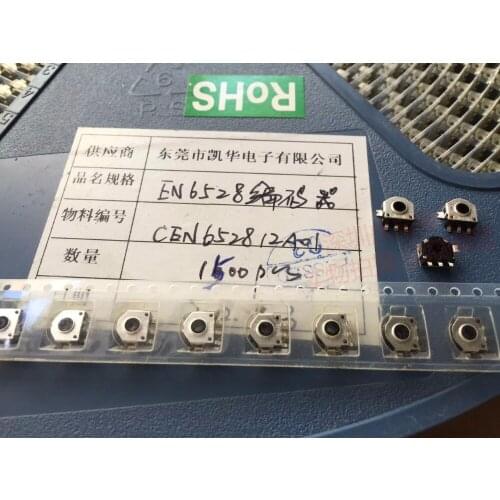 RoHS
供应商 东莞市凯华电子有限公司
品名规格 EN6528编码器
物料编号 CEN652812A01
数量 1500pcs